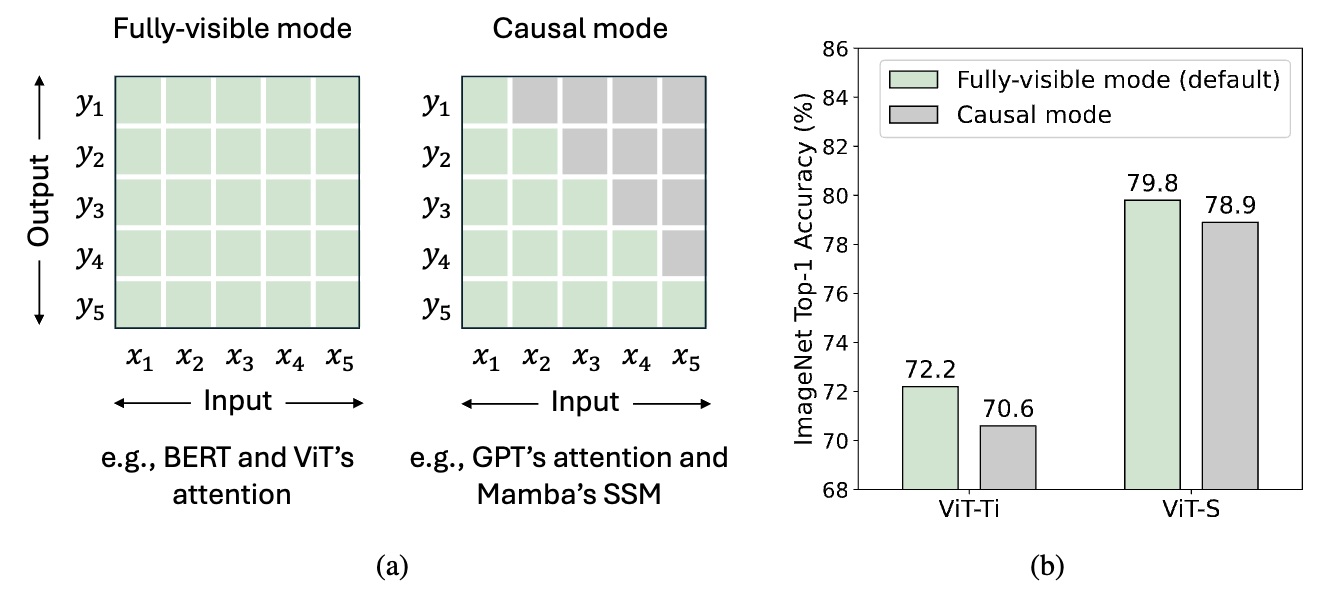 Fully-visible mode
Output
y₁
y₂
y₃
y₄
y₅
x₁ x₂ x₃ x₄ x₅
Input
e.g., BERT and ViT's
attention
Causal mode
y₁
y₂
y₃
y₄
y₅
x₁ x₂ x₃ x₄ x₅
Input
e.g., GPT's attention and
Mamba's SSM
(a)
ImageNet Top-1 Accuracy (%)
86
84
82
80
78
76
74
72
70
68
Fully-visible mode (default)
Causal mode
72.2
70.6
79.8
78.9
ViT-Ti
ViT-S
(b)